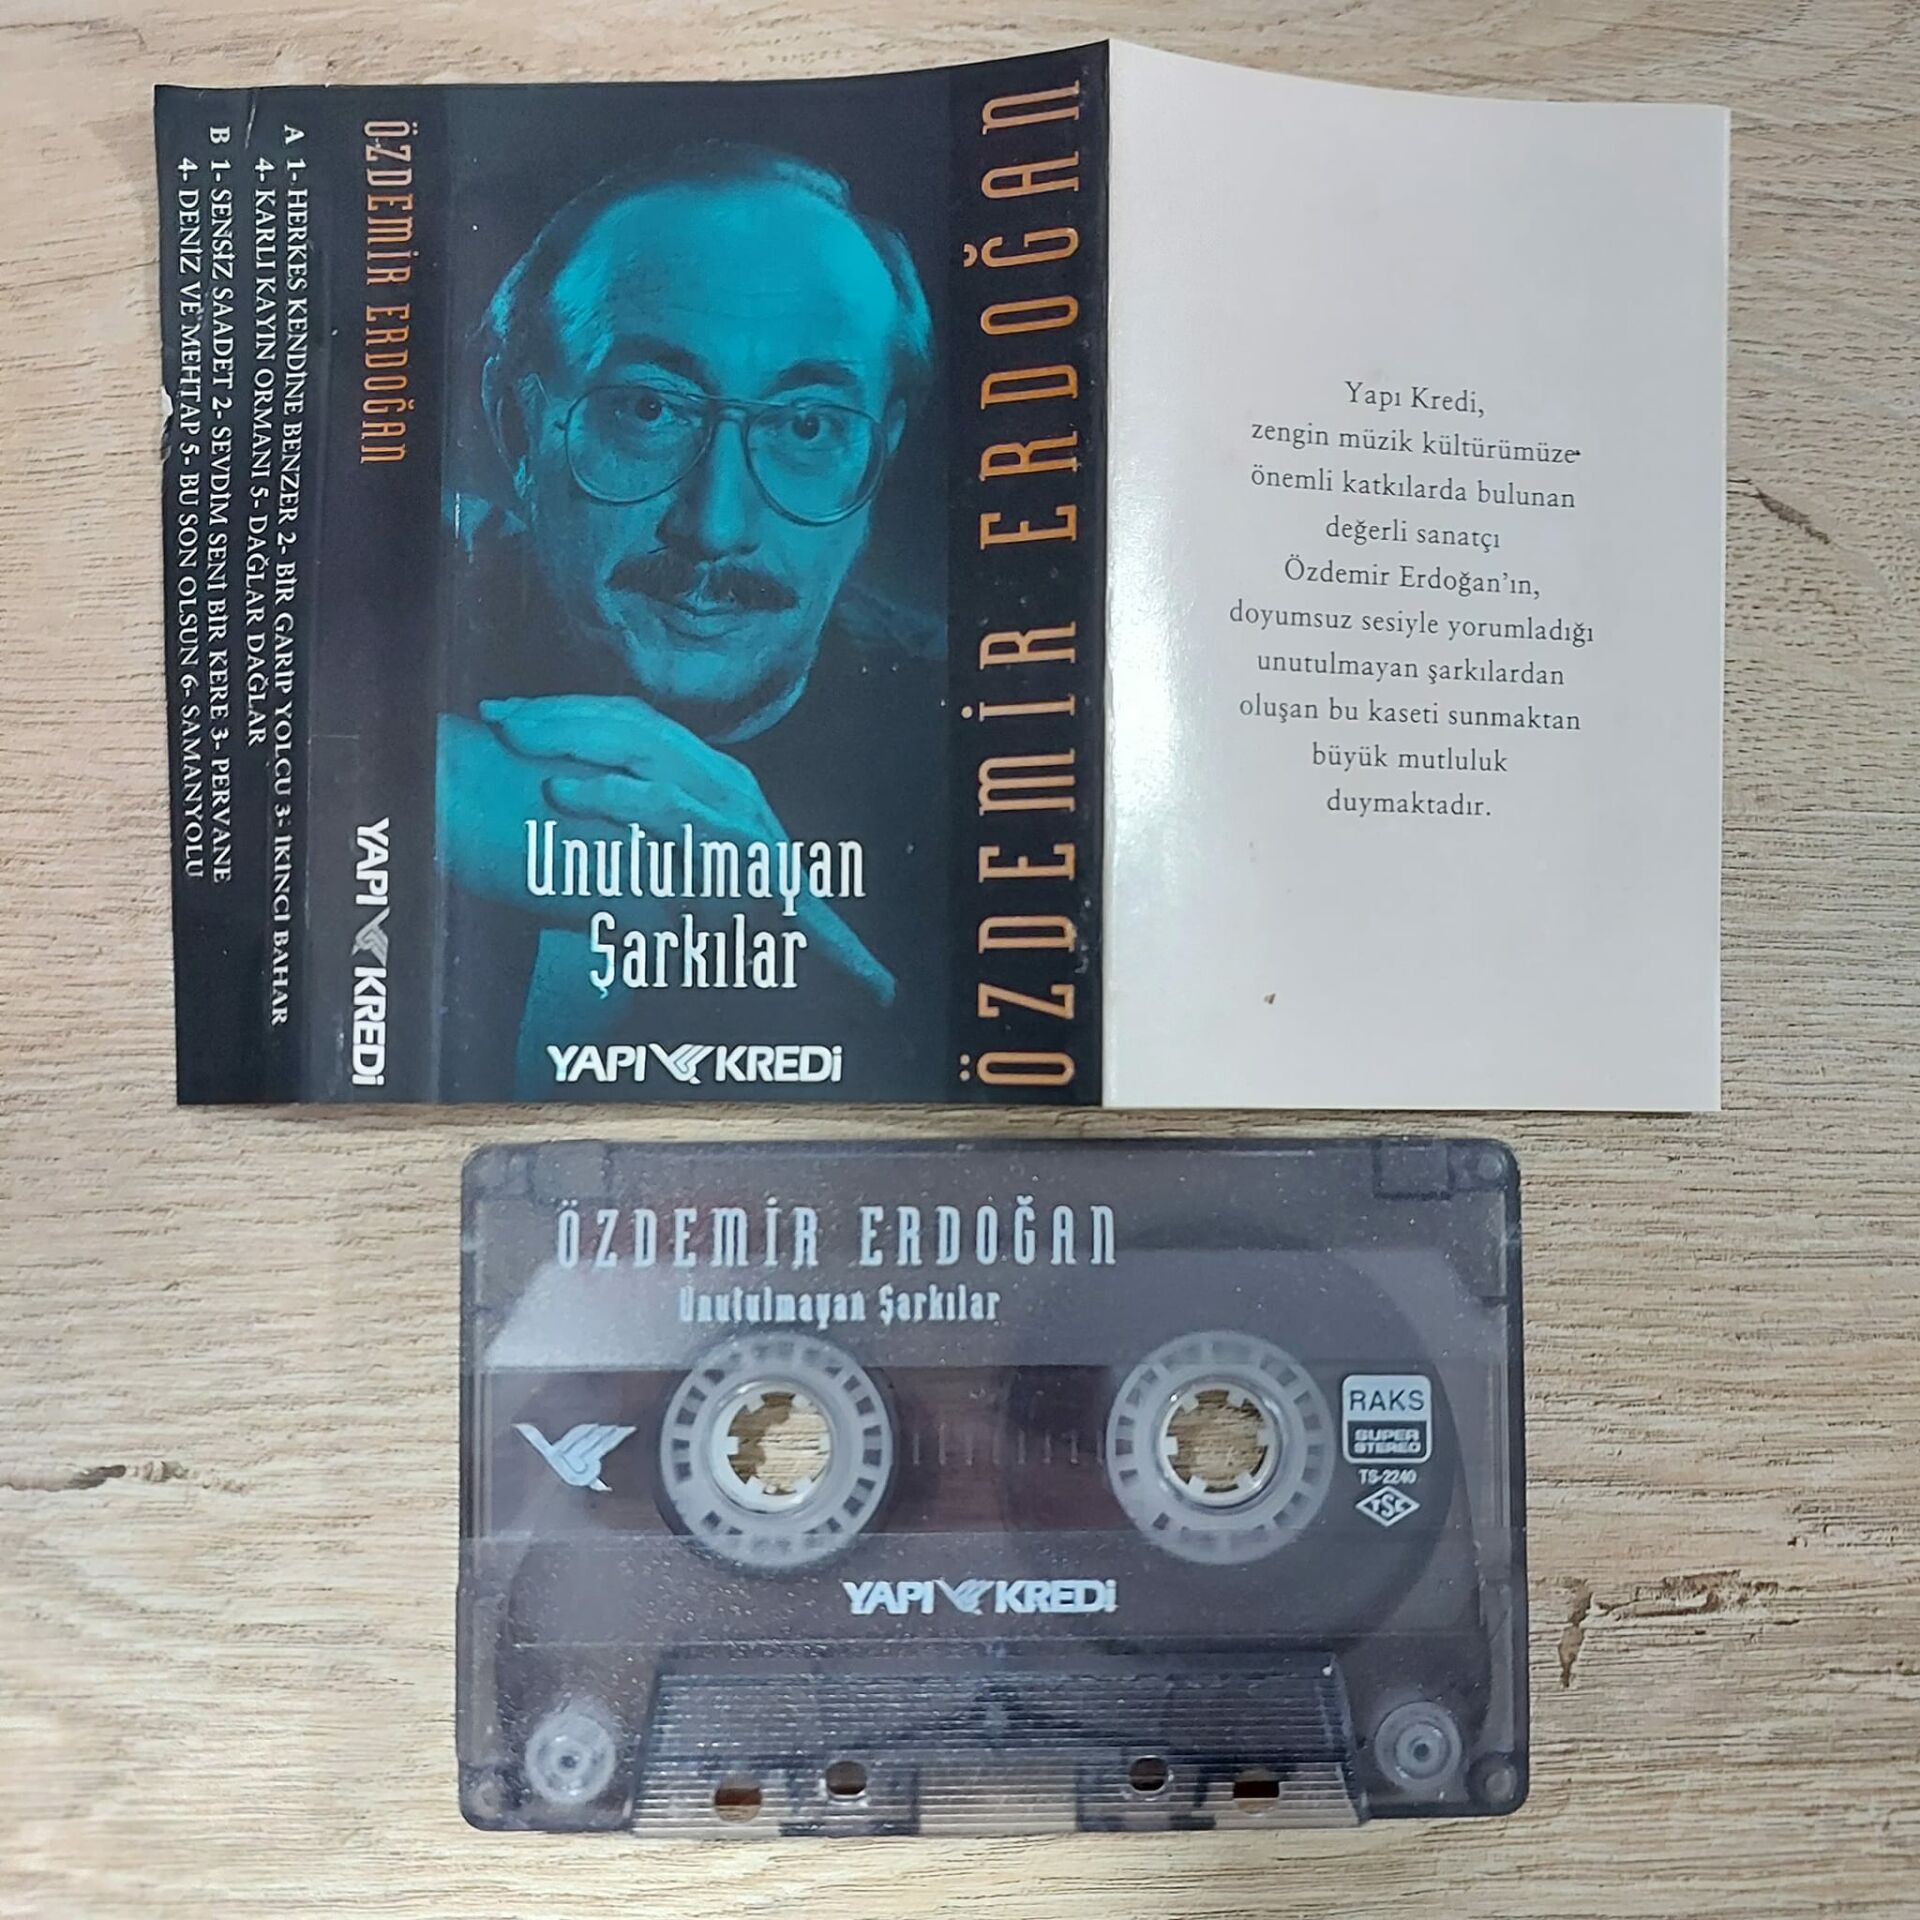 A 1- HERKES KENDİNE BENZER 2- BİR GARİP YOLCU 3- İKİNCİ BAHAR
4- KARLI KAYIN ORMANI 5- DAĞLAR DAĞLAR
B 1- SENSİZ SAADET 2- SEVDİM SENİ BİR KERE 3- PERVANE
4- DENİZ VE MEHTAP 5- BU SON OLSUN 6- SAMANYOLU
ÖZDEMİR ERDOĞAN
YAPI KREDİ
Unutulmayan
Şarkılar
YAPI KREDİ
ÖZDEMİR ERDOĞAN
Yapı Kredi,
zengin müzik kültürümüze
önemli katkılarda bulunan
değerli sanatçı
Özdemir Erdoğan'ın,
doyumsuz sesiyle yorumladığı
unutulmayan şarkılardan
oluşan bu kaseti sunmaktan
büyük mutluluk
duymaktadır.
ÖZDEMİR ERDOĞAN
Unutulmayan Şarkılar
RAKS
SUPER
STEREO
TS-2240
TSE
YAPI KREDİ